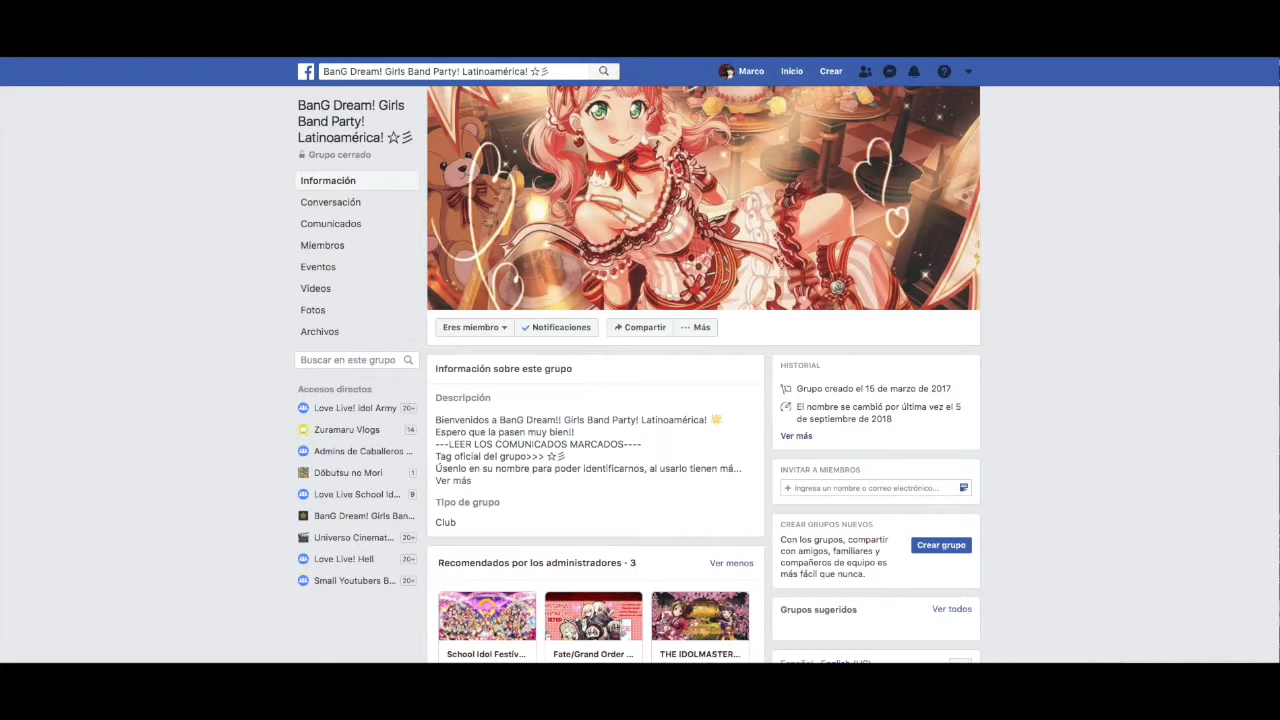 BanG Dream! Girls Band Party! Latinoamérica! ☆彡
Marco
Inicio
Crear
BanG Dream! Girls
Band Party!
Latinoamérica! ☆彡
Grupo cerrado
Información
Conversación
Comunicados
Miembros
Eventos
Videos
Fotos
Archivos
Buscar en este grupo
Accesos directos
Love Live! Idol Army 20+
Zuramaru Vlogs 14
Admins de Caballeros ...
Dōbutsu no Mori 1
Love Live School Id... 9
BanG Dream! Girls Ban...
Universo Cinemat... 20+
Love Live! Hell 20+
Small Youtubers B... 20+
Eres miembro
Notificaciones
Compartir
Más
Información sobre este grupo
Descripción
Bienvenidos a BanG Dream!! Girls Band Party! Latinoamérica!
Espero que la pasen muy bien!!
---LEER LOS COMUNICADOS MARCADOS----
Tag oficial del grupo>>> ☆彡
Úsenlo en su nombre para poder identificarnos, al usarlo tienen má...
Ver más
Tipo de grupo
Club
Recomendados por los administradores · 3
Ver menos
School Idol Festiv...
Fate/Grand Order ...
THE IDOLMASTER...
HISTORIAL
Grupo creado el 15 de marzo de 2017
El nombre se cambió por última vez el 5
de septiembre de 2018
Ver más
INVITAR A MIEMBROS
+ Ingresa un nombre o correo electrónico...
CREAR GRUPOS NUEVOS
Con los grupos, compartir
con amigos, familiares y
compañeros de equipo es
más fácil que nunca.
Crear grupo
Grupos sugeridos
Ver todos